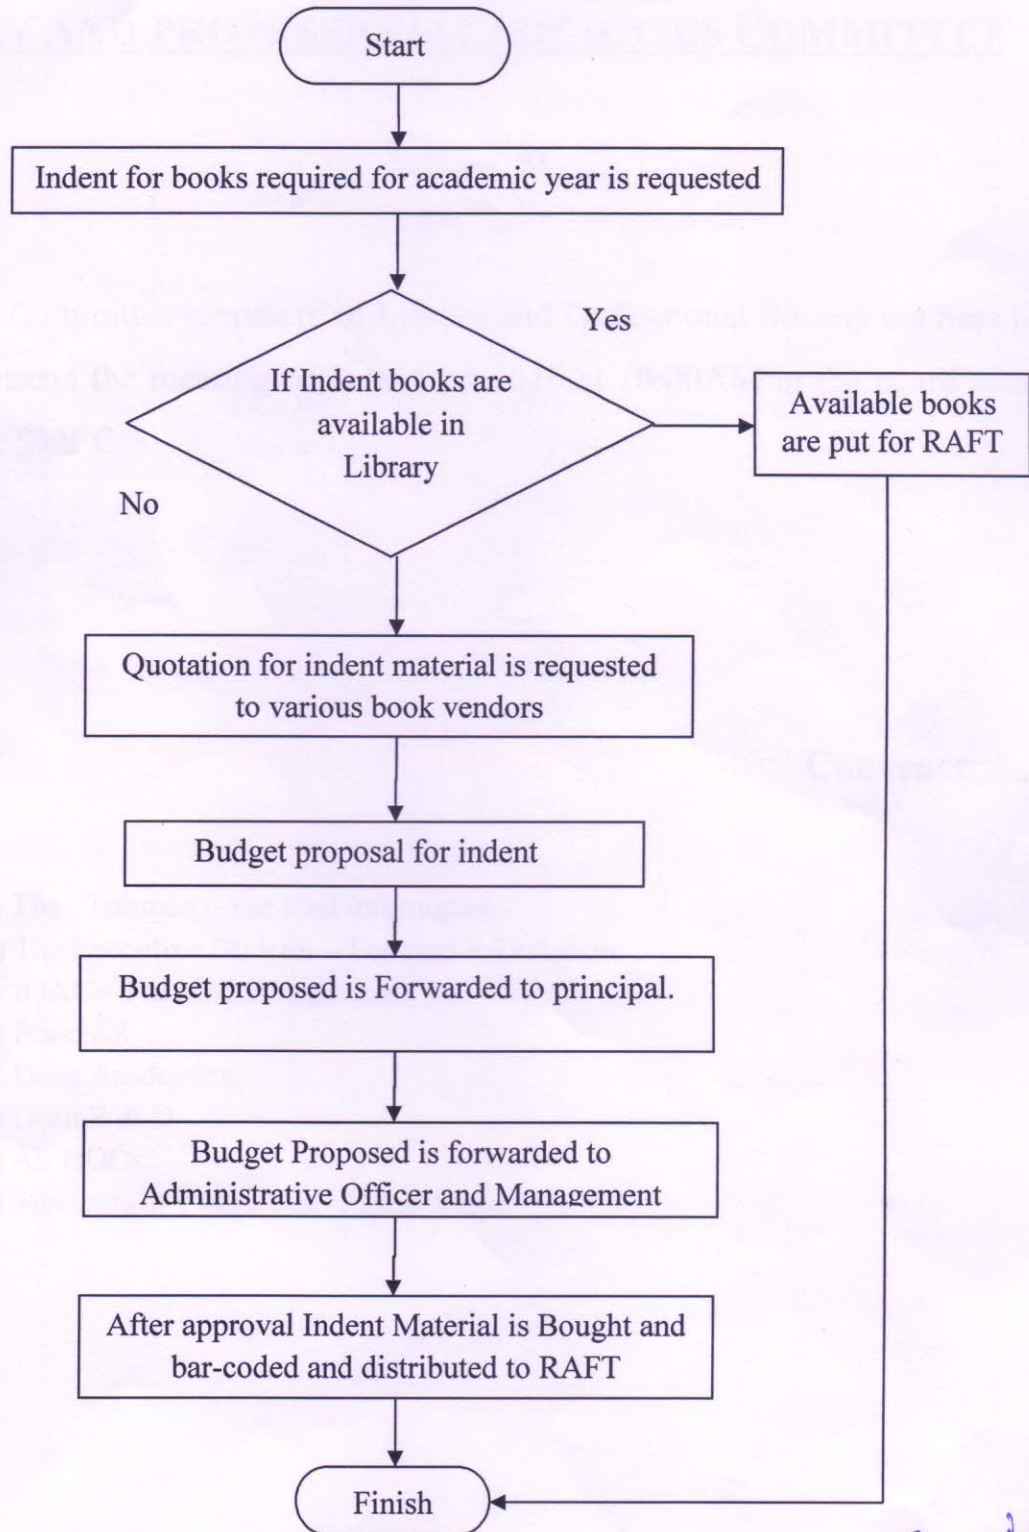 Start
Indent for books required for academic year is requested
Yes
If Indent books are
available in
Library
Available books
are put for RAFT
No
Quotation for indent material is requested
to various book vendors
Budget proposal for indent
Budget proposed is Forwarded to principal.
Budget Proposed is forwarded to
Administrative Officer and Management
After approval Indent Material is Bought and
bar-coded and distributed to RAFT
Finish